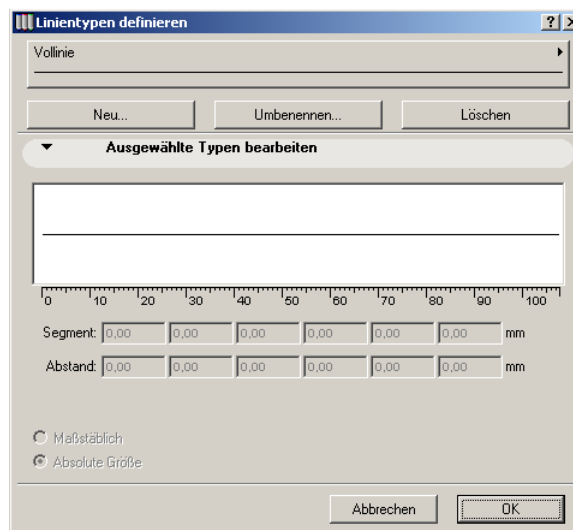 Linientypen definieren
Vollinie
Neu... Umbenennen... Löschen
Ausgewählte Typen bearbeiten
0 10 20 30 40 50 60 70 80 90 100
Segment: 0,00 0,00 0,00 0,00 0,00 0,00 mm
Abstand: 0,00 0,00 0,00 0,00 0,00 0,00 mm
Maßstäblich
Absolute Größe
Abbrechen OK